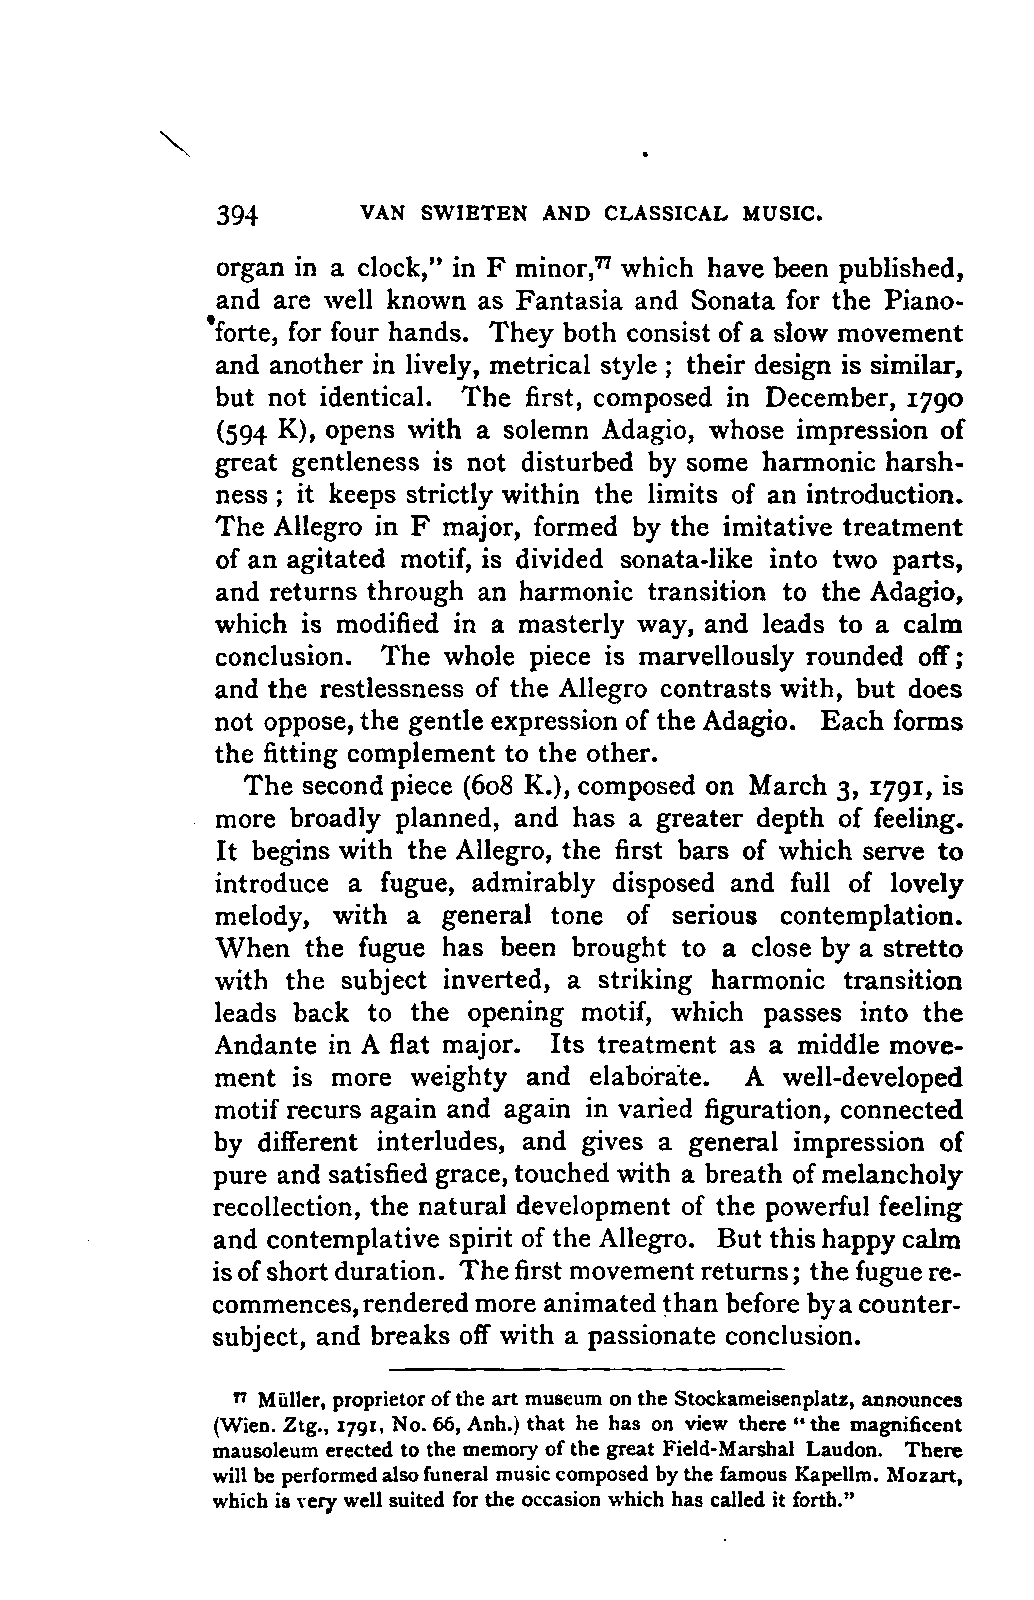 394 VAN SWIETEN AND CLASSICAL MUSIC.
organ in a clock,” in F minor,⁷⁷ which have been published,
and are well known as Fantasia and Sonata for the Piano-
forte, for four hands. They both consist of a slow movement
and another in lively, metrical style ; their design is similar,
but not identical. The first, composed in December, 1790
(594 K), opens with a solemn Adagio, whose impression of
great gentleness is not disturbed by some harmonic harsh-
ness ; it keeps strictly within the limits of an introduction.
The Allegro in F major, formed by the imitative treatment
of an agitated motif, is divided sonata-like into two parts,
and returns through an harmonic transition to the Adagio,
which is modified in a masterly way, and leads to a calm
conclusion. The whole piece is marvellously rounded off ;
and the restlessness of the Allegro contrasts with, but does
not oppose, the gentle expression of the Adagio. Each forms
the fitting complement to the other.
The second piece (608 K.), composed on March 3, 1791, is
more broadly planned, and has a greater depth of feeling.
It begins with the Allegro, the first bars of which serve to
introduce a fugue, admirably disposed and full of lovely
melody, with a general tone of serious contemplation.
When the fugue has been brought to a close by a stretto
with the subject inverted, a striking harmonic transition
leads back to the opening motif, which passes into the
Andante in A flat major. Its treatment as a middle move-
ment is more weighty and elaborate. A well-developed
motif recurs again and again in varied figuration, connected
by different interludes, and gives a general impression of
pure and satisfied grace, touched with a breath of melancholy
recollection, the natural development of the powerful feeling
and contemplative spirit of the Allegro. But this happy calm
is of short duration. The first movement returns ; the fugue re-
commences, rendered more animated than before by a counter-
subject, and breaks off with a passionate conclusion.
⁷⁷ Müller, proprietor of the art museum on the Stockameisenplatz, announces
(Wien. Ztg., 1791, No. 66, Anh.) that he has on view there “ the magnificent
mausoleum erected to the memory of the great Field-Marshal Laudon. There
will be performed also funeral music composed by the famous Kapellm. Mozart,
which is very well suited for the occasion which has called it forth.”